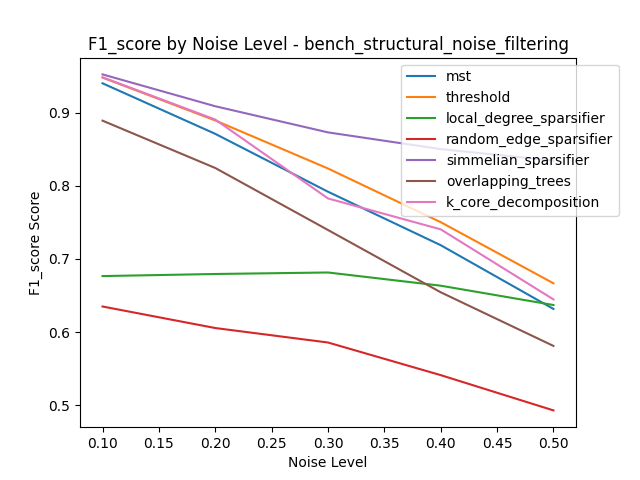 F1_score by Noise Level - bench_structural_noise_filtering
mst
threshold
local_degree_sparsifier
random_edge_sparsifier
simmelian_sparsifier
overlapping_trees
k_core_decomposition
F1_score Score
0.9
0.8
0.7
0.6
0.5
0.10 0.15 0.20 0.25 0.30 0.35 0.40 0.45 0.50
Noise Level